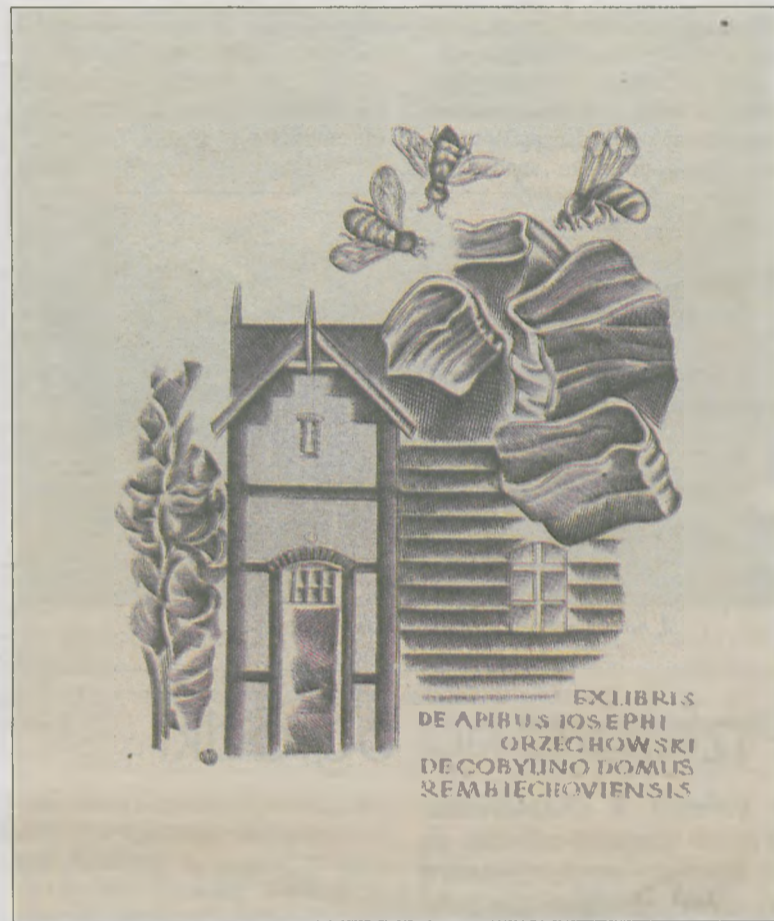 EXLIBRIS
DE APIBUS IOSEPHI
ORZECHOWSKI
DE COBYLINO DOMUS
REMBIECHOVIENSIS